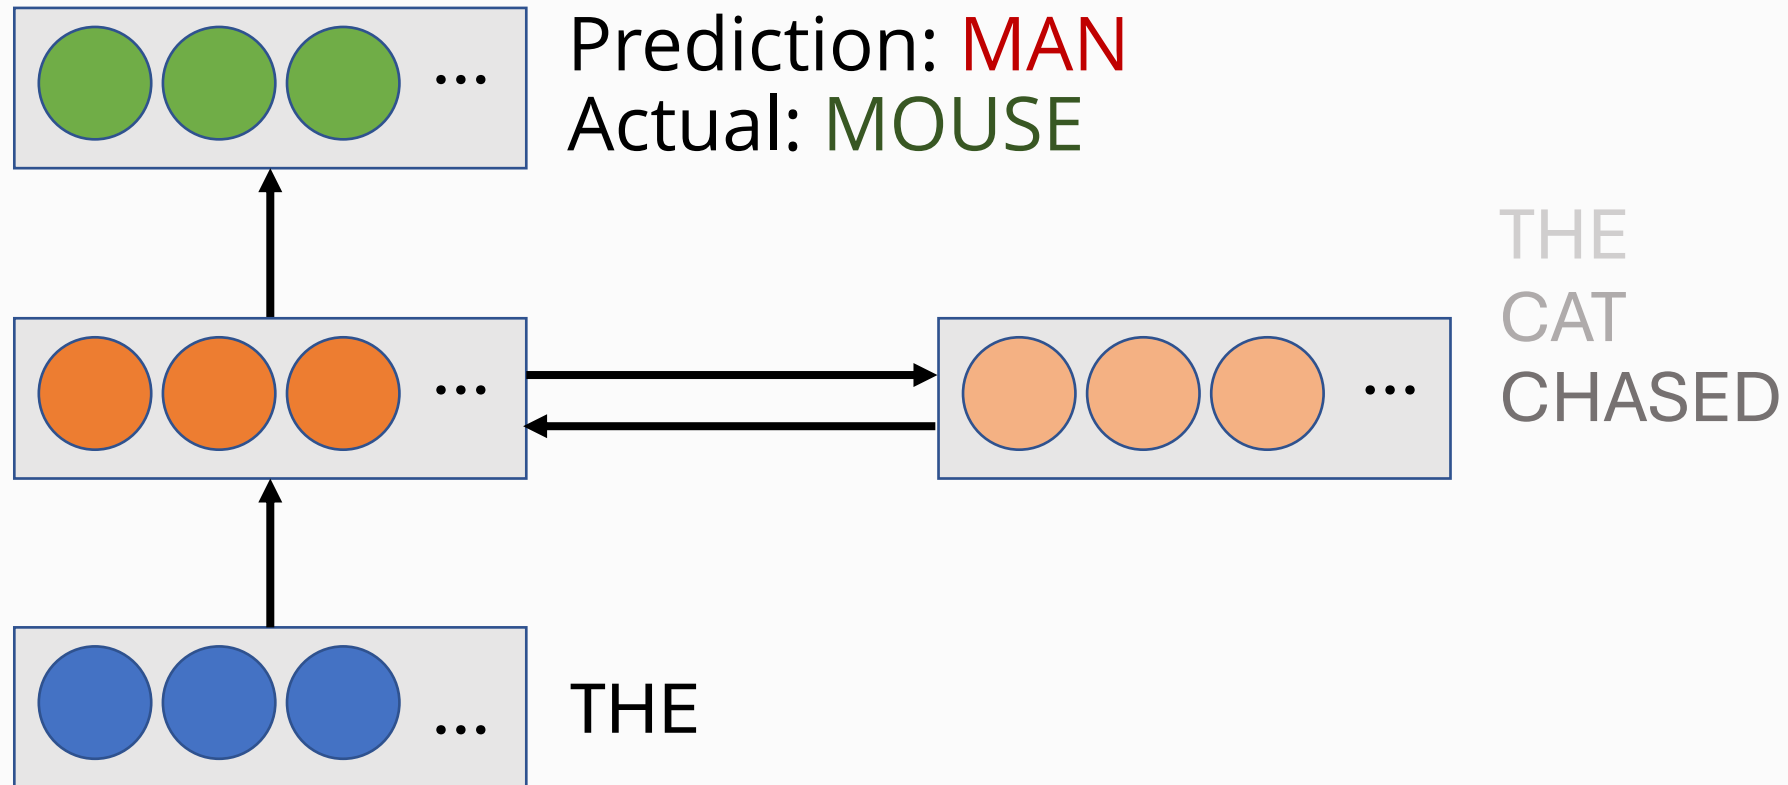 Prediction: MAN
Actual: MOUSE
THE
CAT
CHASED
...
...
...
...
THE